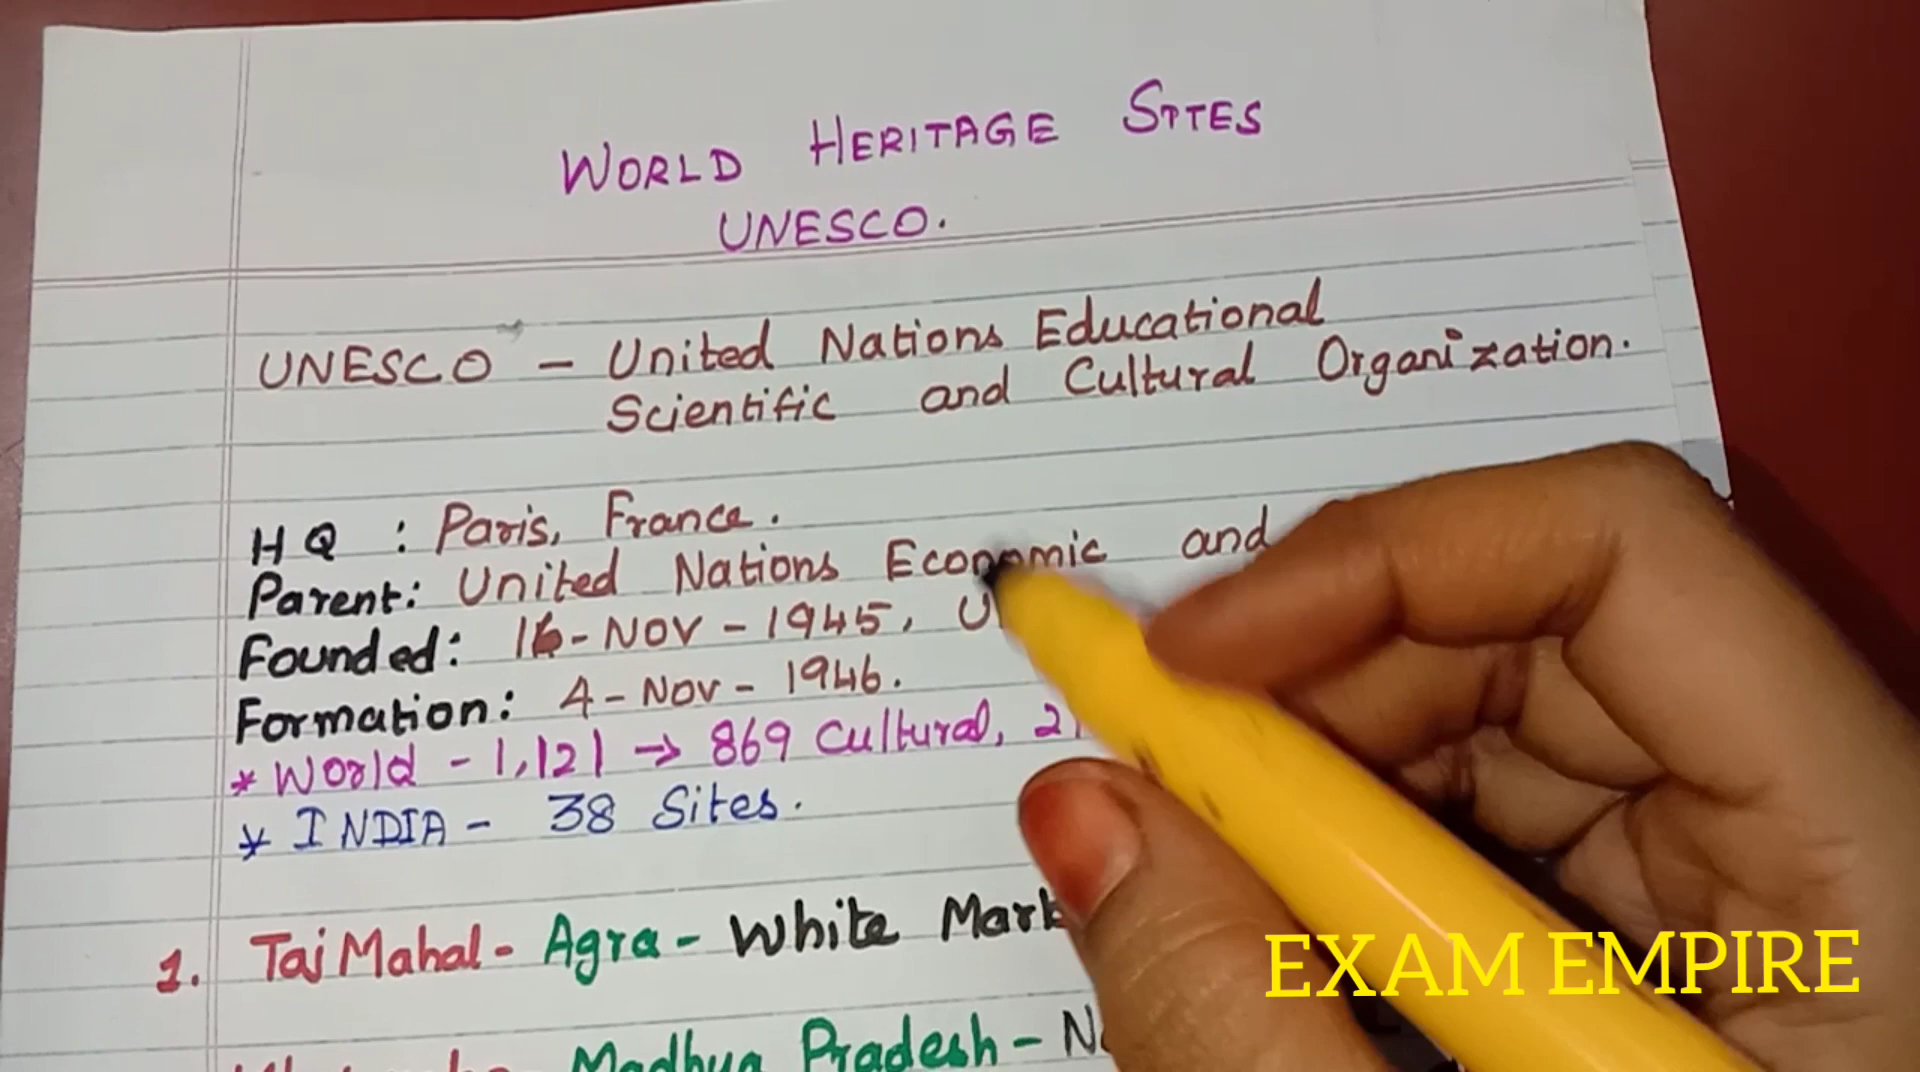 WORLD HERITAGE SITES
UNESCO.
UNESCO - United Nations Educational
Scientific and Cultural Organization.
HQ : Paris, France.
Parent: United Nations Economic and
Founded: 16-NOV-1945, U
Formation: 4-NOV-1946.
* World - 1,121 → 869 Cultural, 21
* INDIA - 38 Sites.
1. Taj Mahal - Agra - White Marb
Madhya Pradesh - N
EXAM EMPIRE